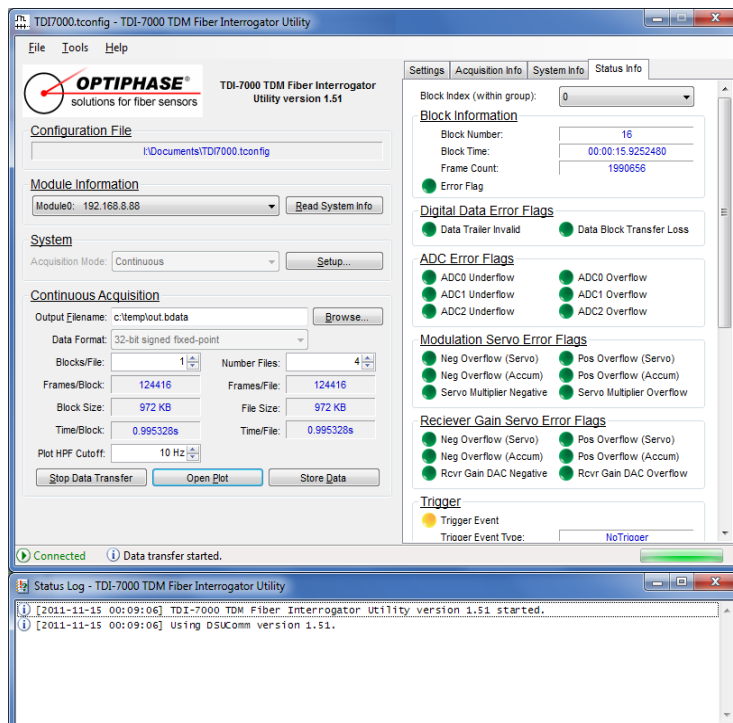 TDI7000.tconfig - TDI-7000 TDM Fiber Interrogator Utility
File Tools Help
OPTIPHASE®
solutions for fiber sensors
TDI-7000 TDM Fiber Interrogator
Utility version 1.51
Configuration File
I:\Documents\TDI7000.tconfig
Module Information
Module0: 192.168.8.88
Read System Info
System
Acquisition Mode: Continuous
Setup...
Continuous Acquisition
Output Filename: c:\temp\out.bdata
Browse...
Data Format: 32-bit signed fixed-point
Blocks/File: 1 Number Files: 4
Frames/Block: 124416 Frames/File: 124416
Block Size: 972 KB File Size: 972 KB
Time/Block: 0.995328s Time/File: 0.995328s
Plot HPF Cutoff: 10 Hz
Stop Data Transfer Open Plot Store Data
Settings Acquisition Info System Info Status Info
Block Index (within group): 0
Block Information
Block Number: 16
Block Time: 00:00:15.9252480
Frame Count: 1990656
Error Flag
Digital Data Error Flags
Data Trailer Invalid Data Block Transfer Loss
ADC Error Flags
ADC0 Underflow ADC0 Overflow
ADC1 Underflow ADC1 Overflow
ADC2 Underflow ADC2 Overflow
Modulation Servo Error Flags
Neg Overflow (Servo) Pos Overflow (Servo)
Neg Overflow (Accum) Pos Overflow (Accum)
Servo Multiplier Negative Servo Multiplier Overflow
Reciever Gain Servo Error Flags
Neg Overflow (Servo) Pos Overflow (Servo)
Neg Overflow (Accum) Pos Overflow (Accum)
Rcvr Gain DAC Negative Rcvr Gain DAC Overflow
Trigger
Trigger Event
Trigger Event Type: NoTrigger
Connected Data transfer started.
Status Log - TDI-7000 TDM Fiber Interrogator Utility
[2011-11-15 00:09:06] TDI-7000 TDM Fiber Interrogator Utility version 1.51 started.
[2011-11-15 00:09:06] Using DSUComm version 1.51.